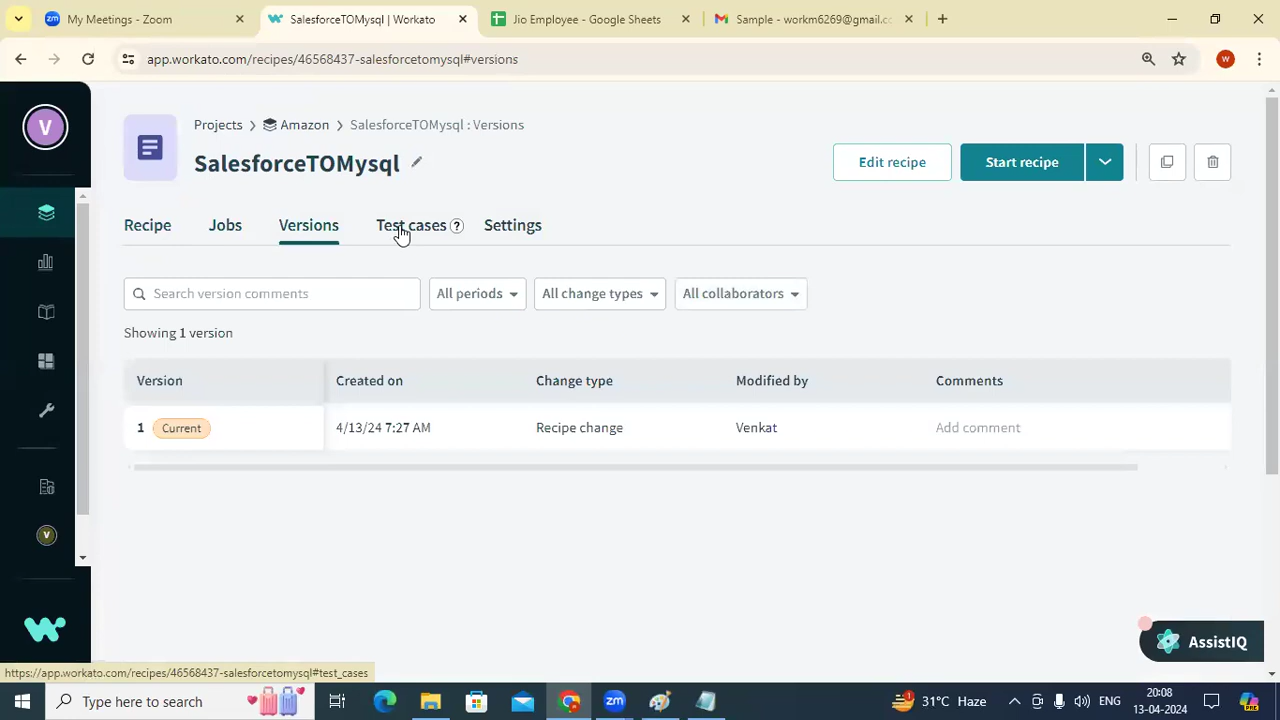 My Meetings - Zoom
SalesforceTOMysql | Workato
Jio Employee - Google Sheets
Sample - workm6269@gmail.cc
app.workato.com/recipes/46568437-salesforcetomysql#versions
W
V
Projects > Amazon > SalesforceTOMysql : Versions
SalesforceTOMysql
Edit recipe
Start recipe
Recipe
Jobs
Versions
Test cases ?
Settings
Search version comments
All periods
All change types
All collaborators
Showing 1 version
Version
Created on
Change type
Modified by
Comments
1 Current
4/13/24 7:27 AM
Recipe change
Venkat
Add comment
V
AssistIQ
https://app.workato.com/recipes/46568437-salesforcetomysql#test_cases
Type here to search
31°C Haze
ENG
20:08
13-04-2024